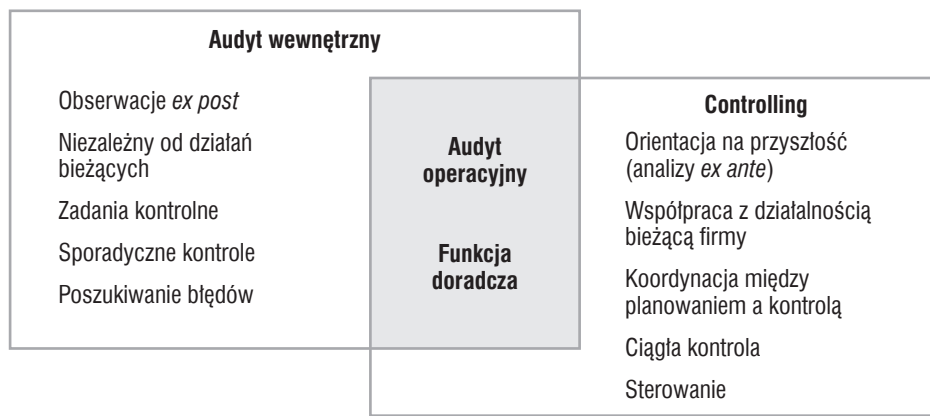 Audyt wewnętrzny
Obserwacje ex post
Niezależny od działań
bieżących
Zadania kontrolne
Sporadyczne kontrole
Poszukiwanie błędów
Audyt
operacyjny
Funkcja
doradcza
Controlling
Orientacja na przyszłość
(analizy ex ante)
Współpraca z działalnością
bieżącą firmy
Koordynacja między
planowaniem a kontrolą
Ciągła kontrola
Sterowanie